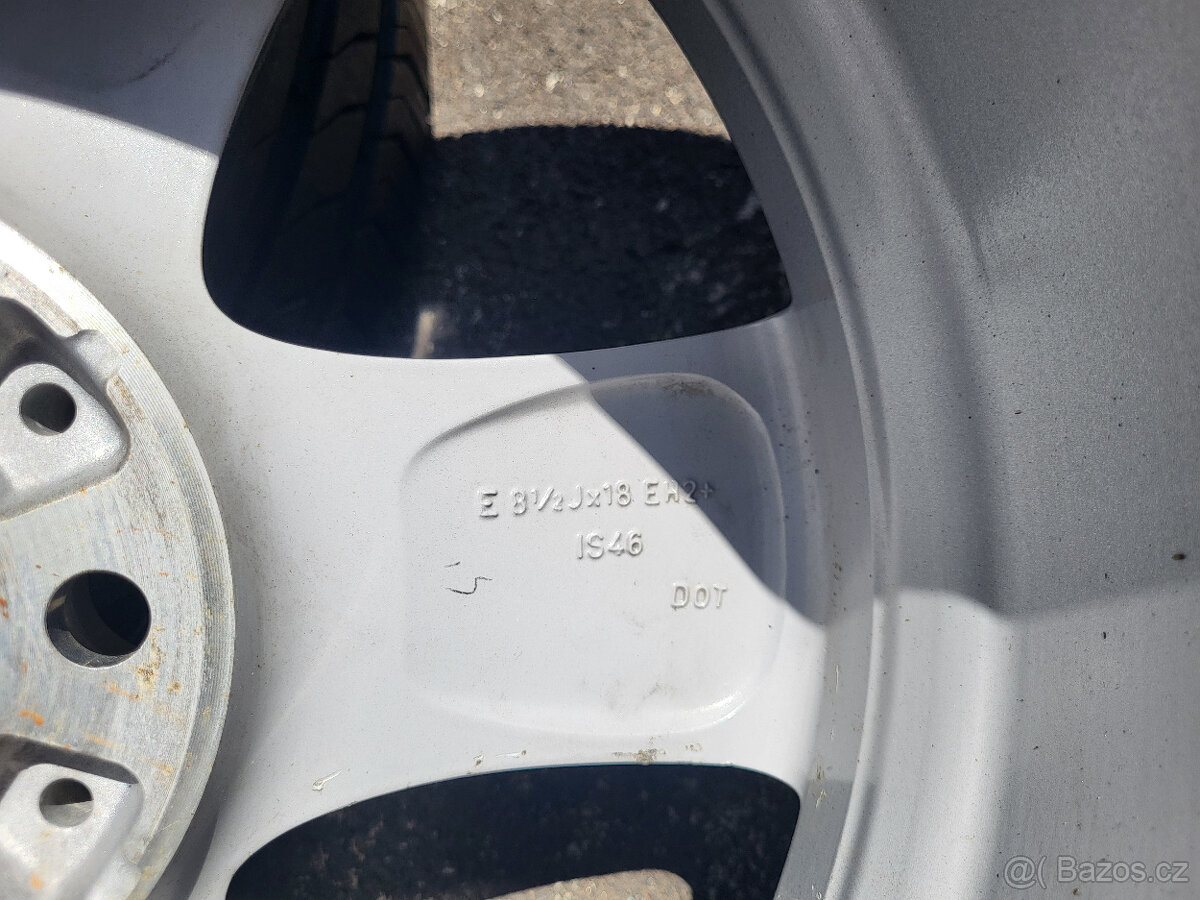 E 8½Jx18 EH2+
IS46
DOT
@( Bazos.cz